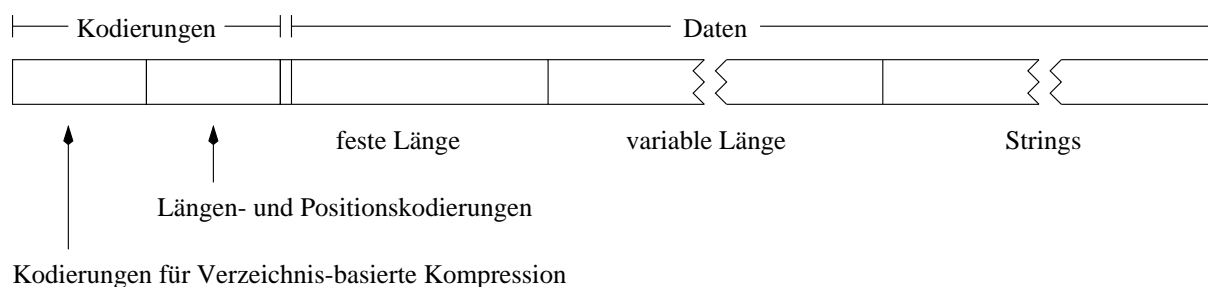 Kodierungen
Daten
feste Länge
variable Länge
Strings
Längen- und Positionskodierungen
Kodierungen für Verzeichnis-basierte Kompression